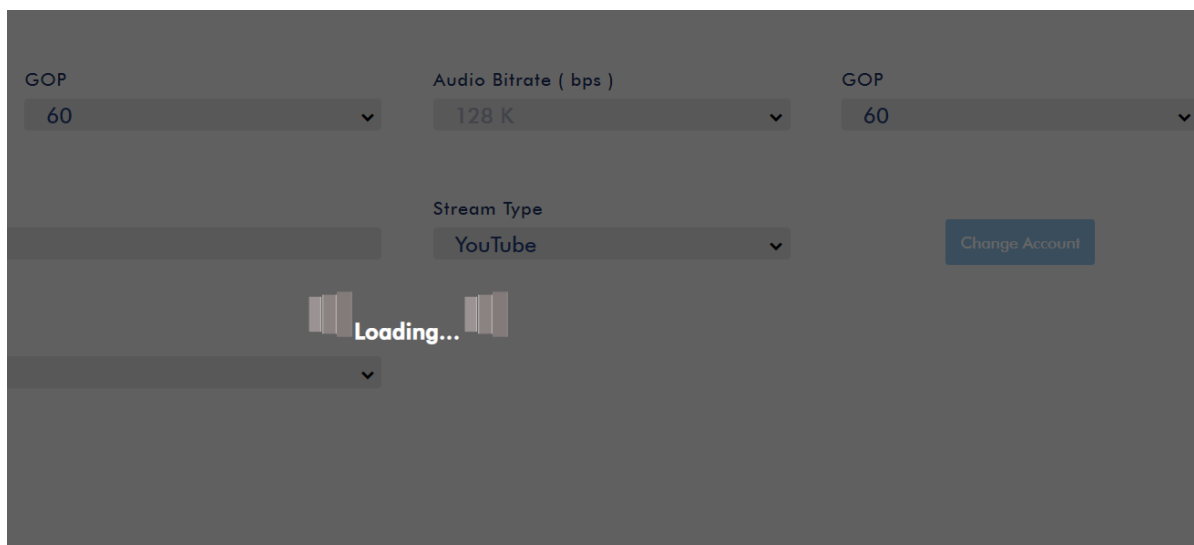 GOP
Audio Bitrate ( bps )
GOP
60
128 K
60
Stream Type
YouTube
Change Account
Loading...